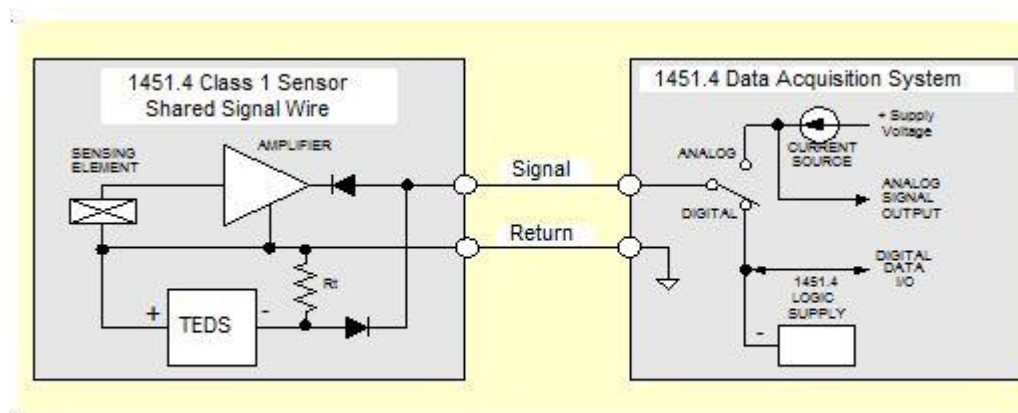 1451.4 Class 1 Sensor
Shared Signal Wire
SENSING
ELEMENT
AMPLIFIER
Rt
+
TEDS
-
Signal
Return
1451.4 Data Acquisition System
+ Supply
Voltage
CURRENT
SOURCE
ANALOG
ANALOG
SIGNAL
OUTPUT
DIGITAL
DIGITAL
DATA
I/O
1451.4
LOGIC
SUPPLY
-